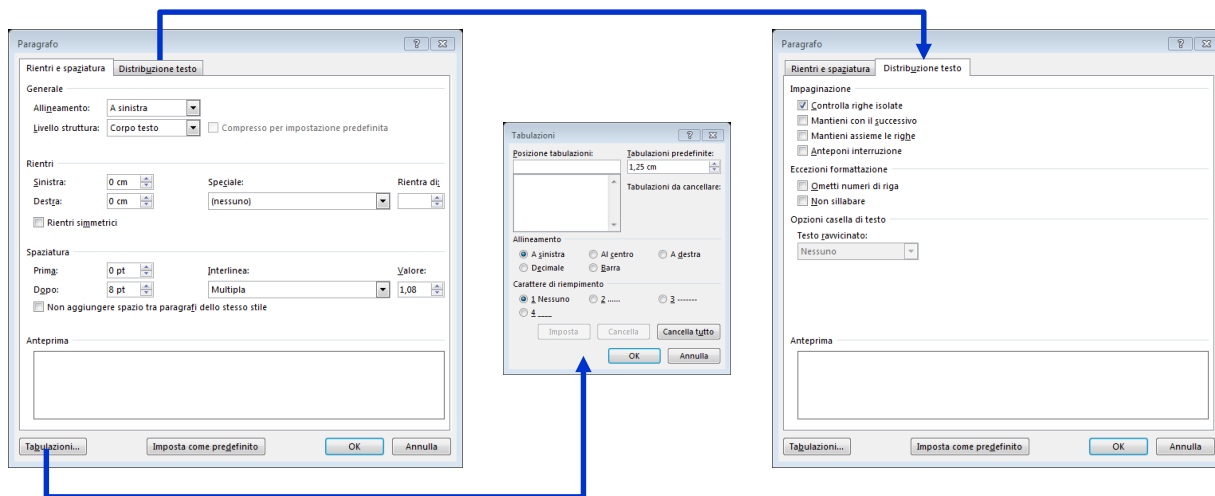 Paragrafo
Rientri e spaziatura Distribuzione testo
Generale
Allineamento: A sinistra
Livello struttura: Corpo testo Compresso per impostazione predefinita
Rientri
Sinistra: 0 cm Speciale: Rientra di:
Destra: 0 cm (nessuno)
Rientri simmetrici
Spaziatura
Prima: 0 pt Interlinea: Valore:
Dopo: 8 pt Multipla 1,08
Non aggiungere spazio tra paragrafi dello stesso stile
Anteprima
Tabulazioni... Imposta come predefinito OK Annulla
Tabulazioni
Posizione tabulazioni: Tabulazioni predefinite:
1,25 cm
Tabulazioni da cancellare:
Allineamento
A sinistra Al centro A destra
Decimale Barra
Carattere di riempimento
1 Nessuno 2 ...... 3 -------
4 ___
Imposta Cancella Cancella tutto
OK Annulla
Paragrafo
Rientri e spaziatura Distribuzione testo
Impaginazione
Controlla righe isolate
Mantieni con il successivo
Mantieni assieme le righe
Anteponi interruzione
Eccezioni formattazione
Ometti numeri di riga
Non sillabare
Opzioni casella di testo
Testo ravvicinato:
Nessuno
Anteprima
Tabulazioni... Imposta come predefinito OK Annulla